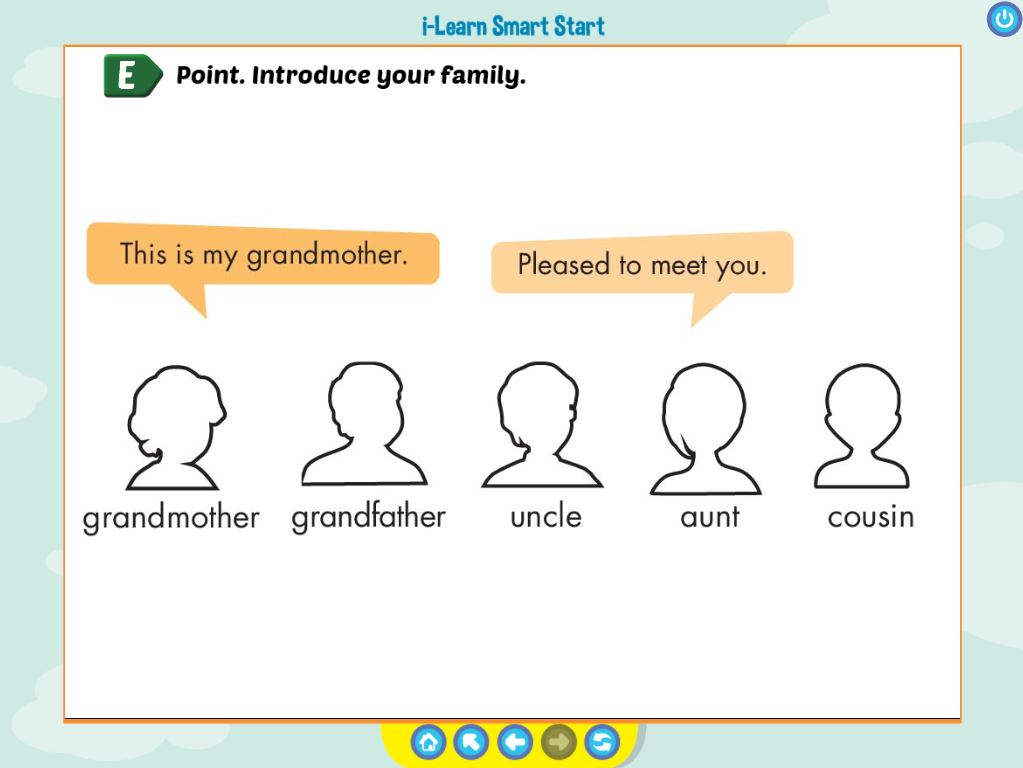 i-Learn Smart Start
E Point. Introduce your family.
This is my grandmother.
Pleased to meet you.
grandmother grandfather uncle aunt cousin